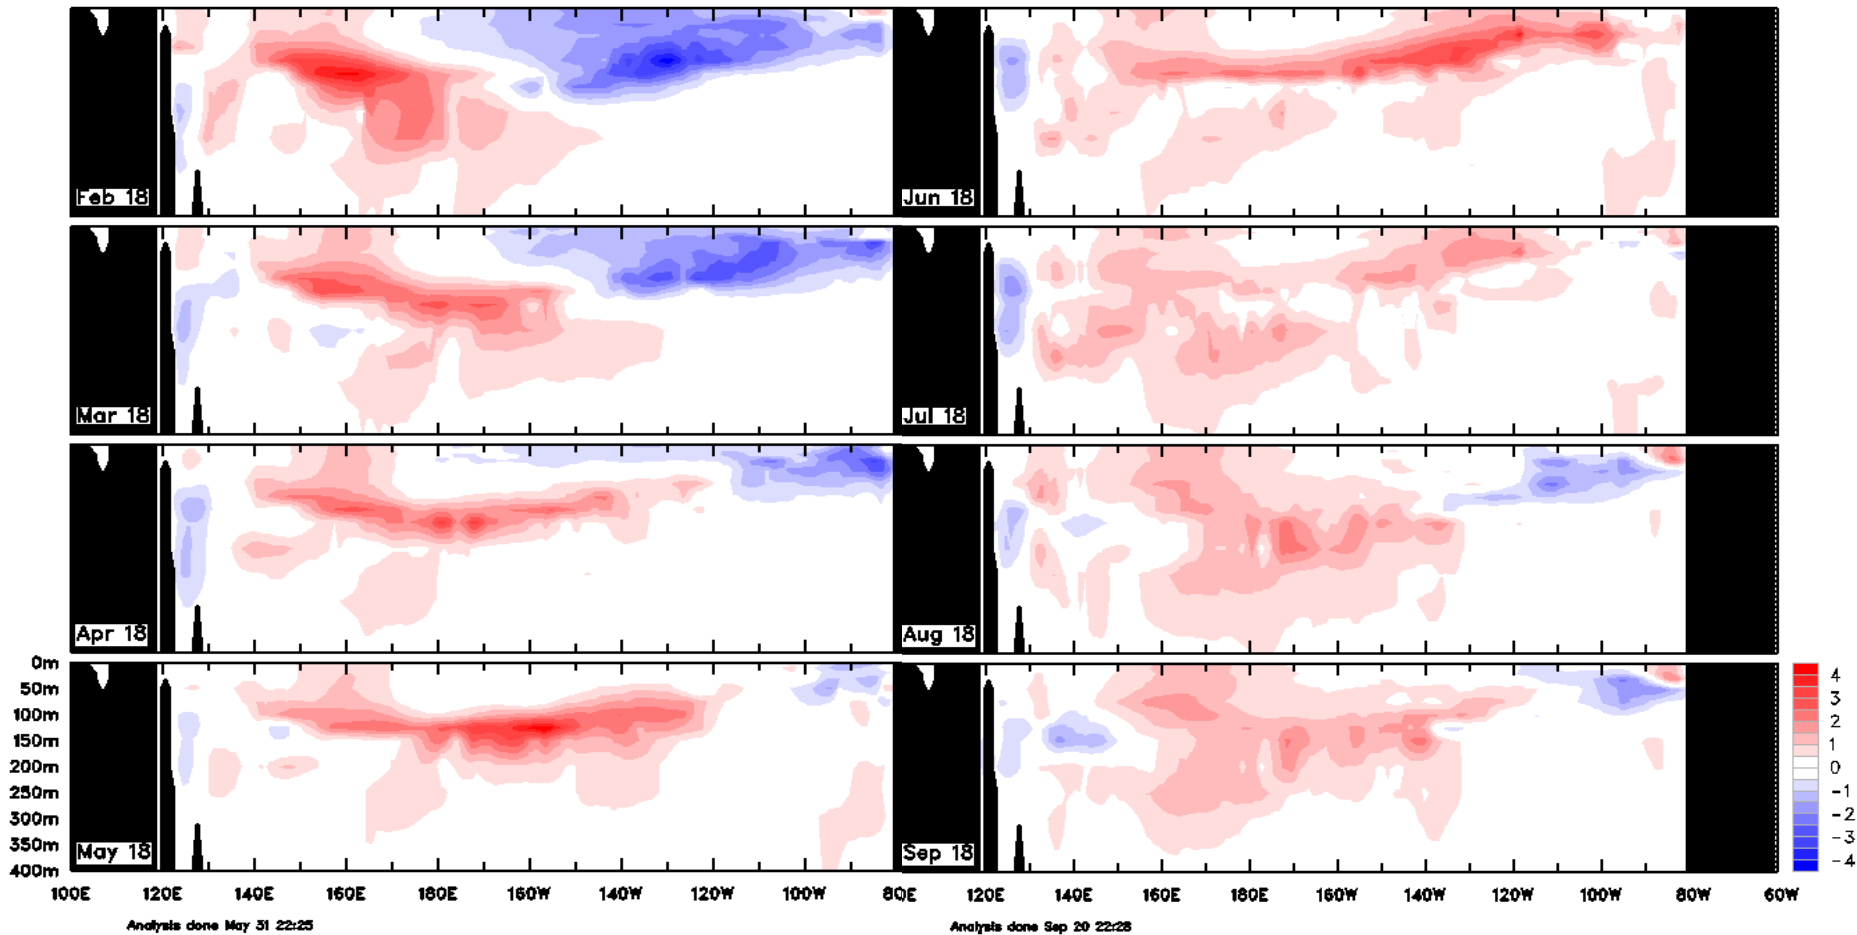 Feb 18
Jun 18
Mar 18
Jul 18
Apr 18
Aug 18
May 18
Sep 18
0m
50m
100m
150m
200m
250m
300m
350m
400m
4
3
2
1
0
-1
-2
-3
-4
100E 120E 140E 160E 180E 160W 140W 120W 100W 80 0E 120E 140E 160E 180E 160W 140W 120W 100W 80W 60W
Analysis done May 31 22:25
Analysis done Sep 20 22:28